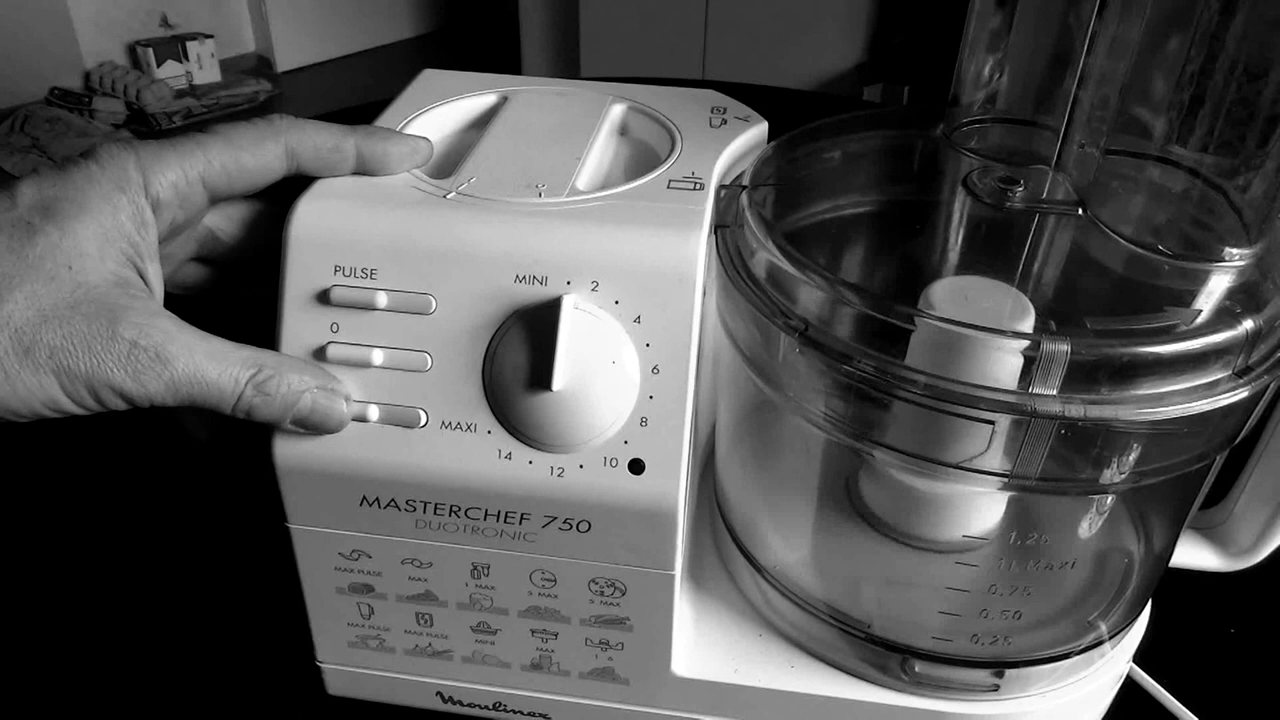 PULSE
0
MINI
2
4
6
8
10
12
14
MAXI
MASTERCHEF 750
DUOTRONIC
MAX PULSE
MAX
1 MAX
5 MAX
5 MAX
MAX PULSE
MAX PULSE
MINI
MAX
1 6
Moulinex
1,25
1L Maxi
0,75
0,50
0,25